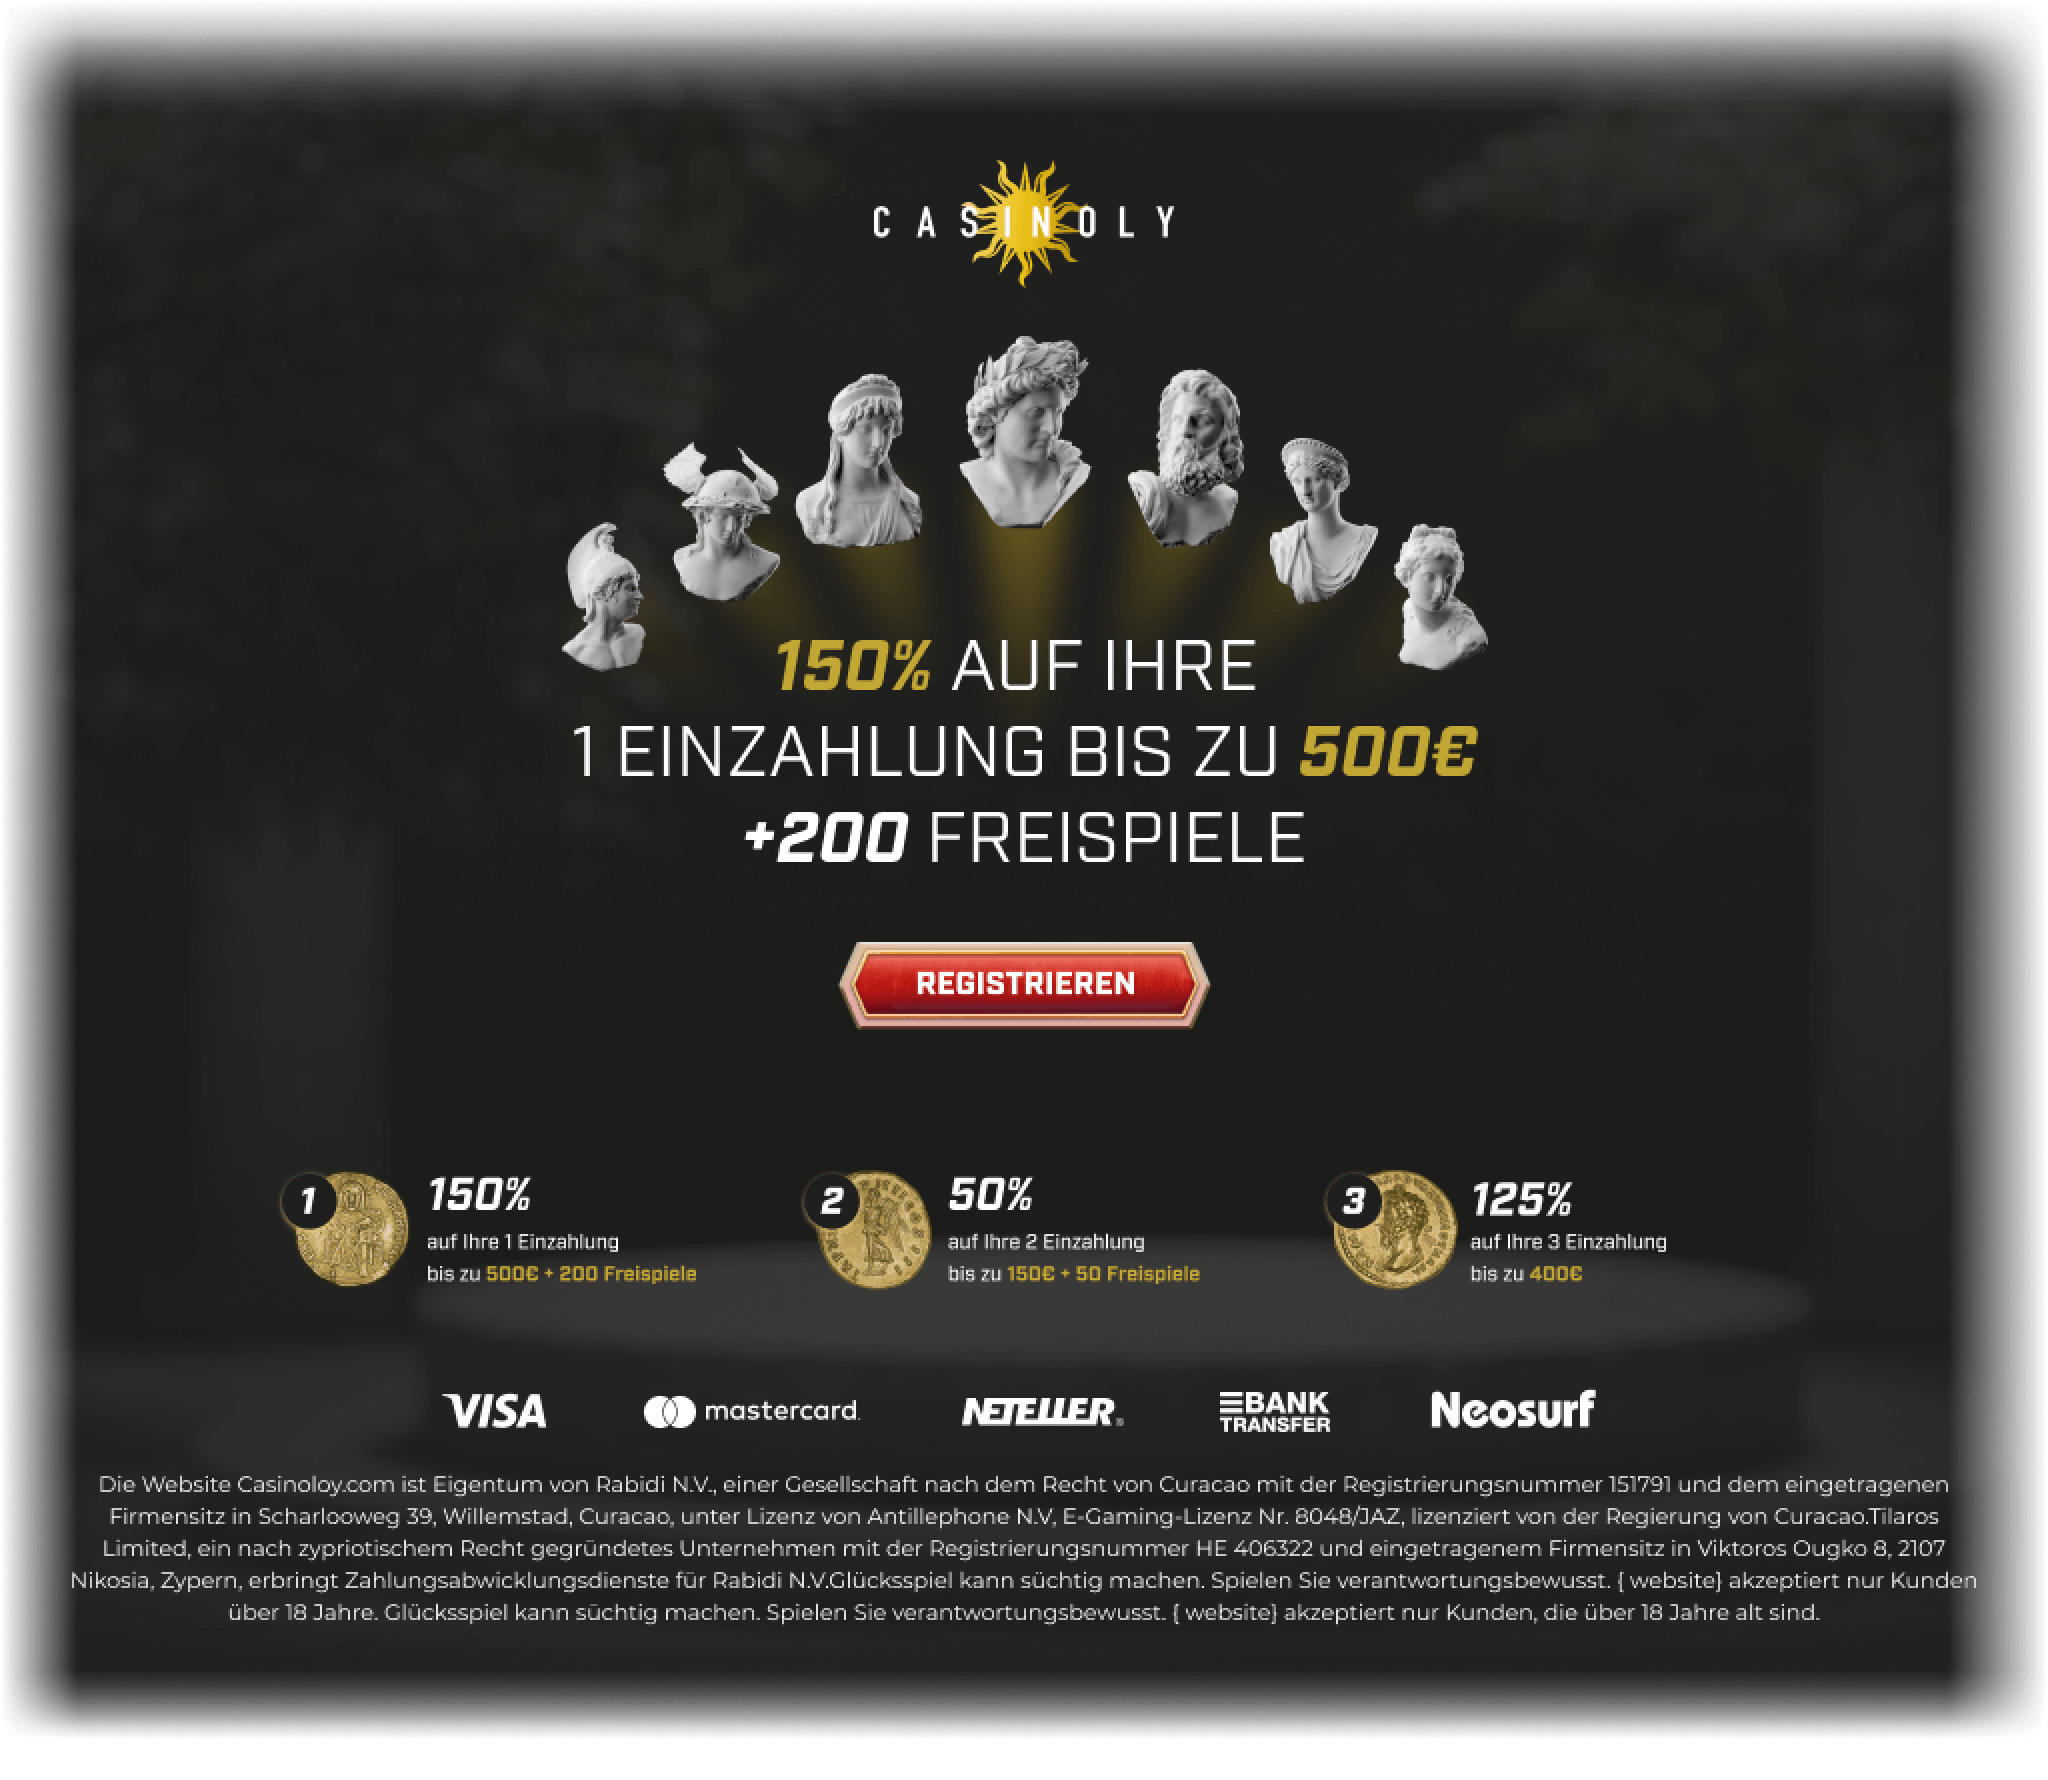 CASINOLY
150% AUF IHRE
1 EINZAHLUNG BIS ZU 500€
+200 FREISPIELE
REGISTRIEREN
1
150%
auf Ihre 1 Einzahlung
bis zu 500€ + 200 Freispiele
2
50%
auf Ihre 2 Einzahlung
bis zu 150€ + 50 Freispiele
3
125%
auf Ihre 3 Einzahlung
bis zu 400€
VISA
mastercard.
NETELLER®
BANK
TRANSFER
Neosurf
Die Website Casinoloy.com ist Eigentum von Rabidi N.V., einer Gesellschaft nach dem Recht von Curacao mit der Registrierungsnummer 151791 und dem eingetragenen
Firmensitz in Scharlooweg 39, Willemstad, Curacao, unter Lizenz von Antillephone N.V, E-Gaming-Lizenz Nr. 8048/JAZ, lizenziert von der Regierung von Curacao.Tilaros
Limited, ein nach zypriotischem Recht gegründetes Unternehmen mit der Registrierungsnummer HE 406322 und eingetragenem Firmensitz in Viktoros Ougko 8, 2107
Nikosia, Zypern, erbringt Zahlungsabwicklungsdienste für Rabidi N.V.Glücksspiel kann süchtig machen. Spielen Sie verantwortungsbewusst. { website} akzeptiert nur Kunden
über 18 Jahre. Glücksspiel kann süchtig machen. Spielen Sie verantwortungsbewusst. { website} akzeptiert nur Kunden, die über 18 Jahre alt sind.